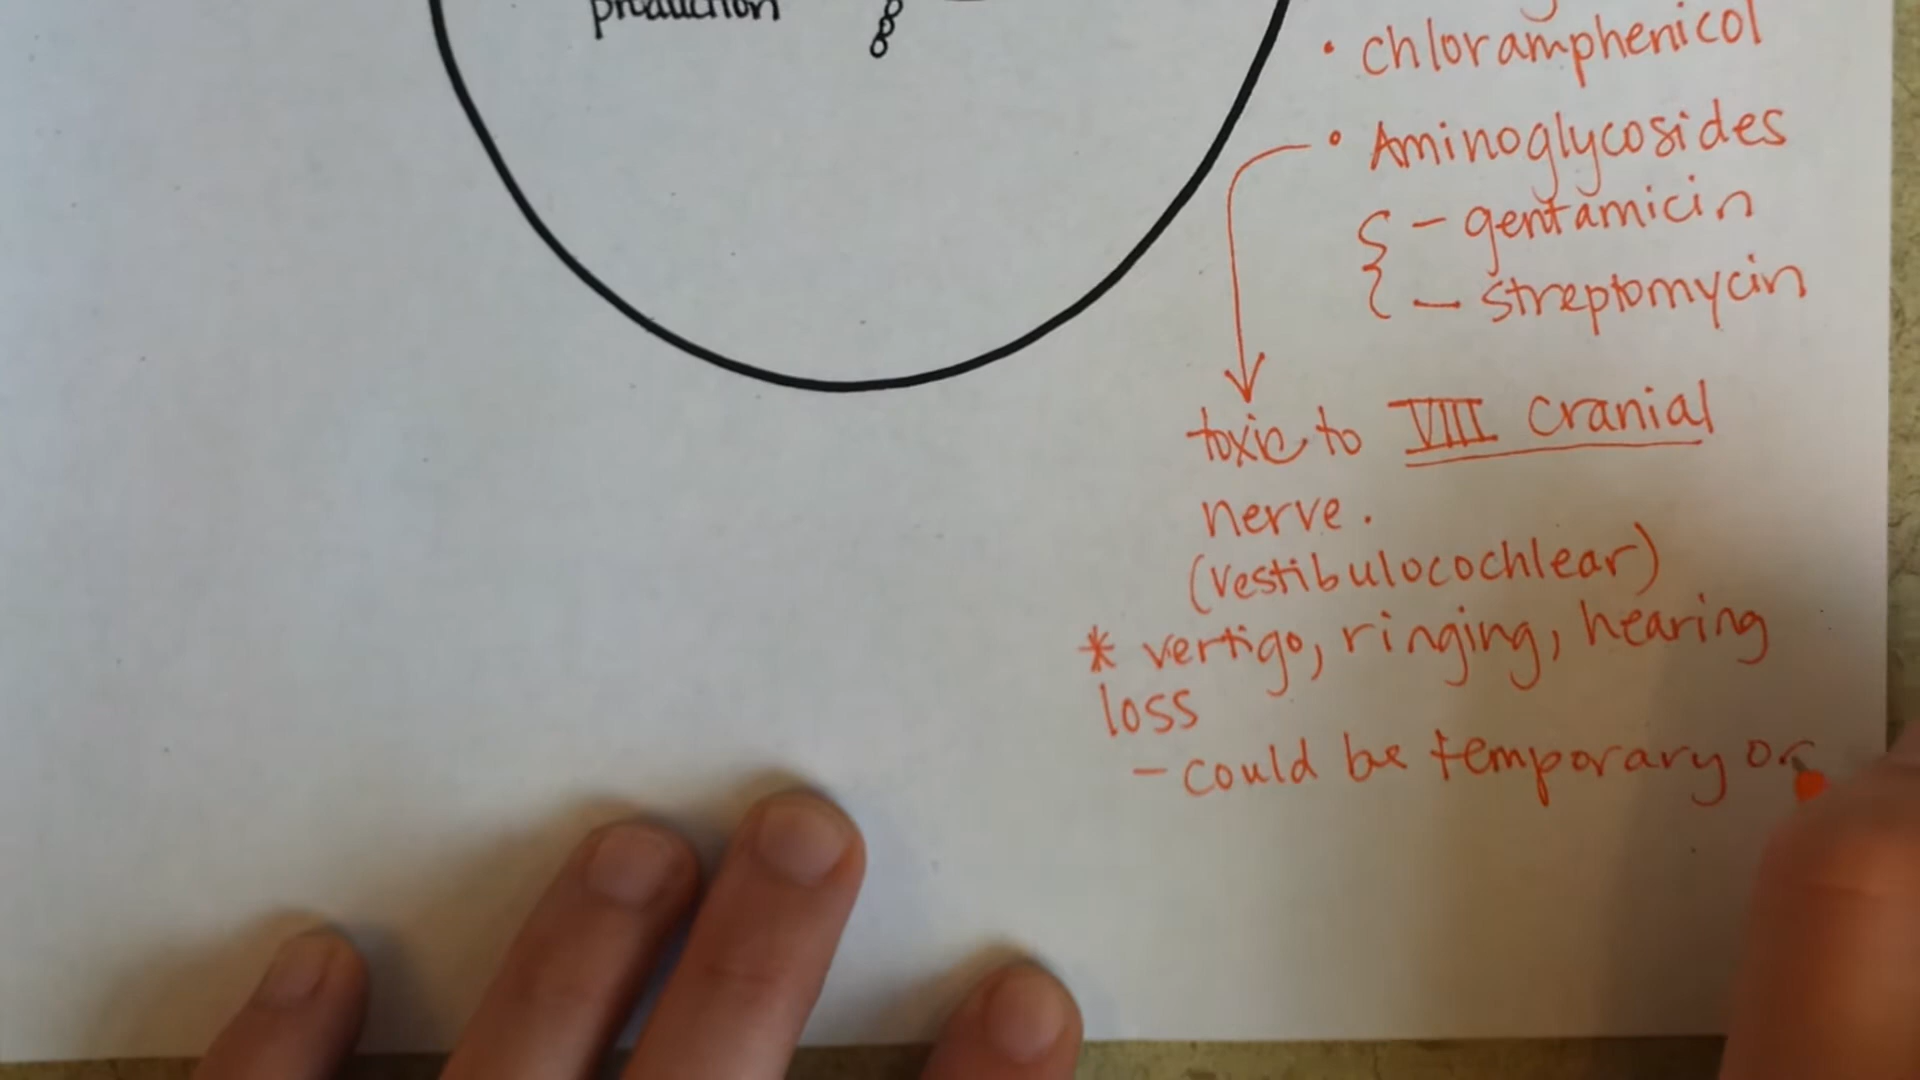 production
• chloramphenicol
• Aminoglycosides
- gentamicin
- streptomycin
toxic to VIII cranial
nerve.
(vestibulocochlear)
* vertigo, ringing, hearing
loss
- could be temporary or